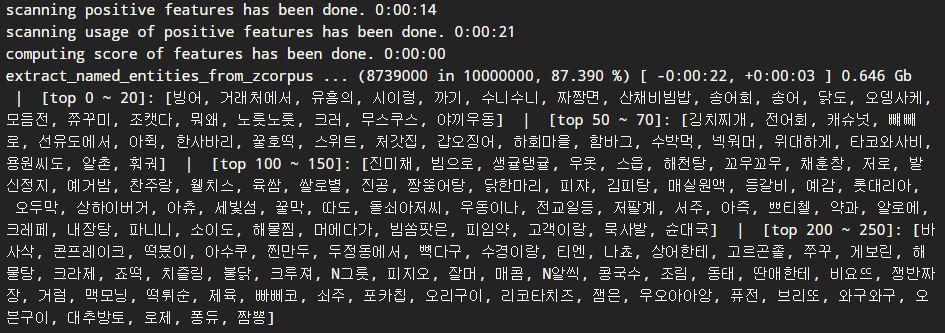 scanning positive features has been done. 0:00:14
scanning usage of positive features has been done. 0:00:21
computing score of features has been done. 0:00:00
extract_named_entities_from_zcorpus ... (8739000 in 10000000, 87.390 %) [ -0:00:22, +0:00:03 ] 0.646 Gb
| [top 0 ~ 20]: [빙어, 거래처에서, 유흥의, 시이렁, 까기, 수니수니, 짜짱면, 산채비빔밥, 송어회, 송어, 닭도, 오뎅사케,
모듬전, 쮸꾸미, 조캣다, 뭐왜, 노릇노릇, 크러, 무스쿠스, 야끼우동] | [top 50 ~ 70]: [김치찌개, 전어회, 캐슈넛, 빼빼
로, 선유도에서, 아쥑, 한사바리, 꿀호떡, 스위트, 처갓집, 갑오징어, 하회마을, 함바그, 수박먹, 넥워머, 위대하게, 타코와사비,
용원씨도, 알촌, 훠궈] | [top 100 ~ 150]: [진미채, 빔으로, 생귤탱귤, 우웃, 스읍, 해천탕, 꼬우꼬우, 채훈찡, 저로, 발
신정지, 예거밤, 찬주랑, 웰치스, 육쌈, 쌀로별, 진공, 짬뽕어탕, 닭한마리, 피쟈, 김피탕, 매실원액, 등갈비, 예감, 롯대리아,
오두막, 상하이버거, 아츄, 세빛섬, 꿀막, 따도, 돌쇠아저씨, 우동이나, 전교일등, 저팔계, 서주, 아즉, 쁘티첼, 약과, 알로에,
크레페, 내장탕, 파니니, 소이도, 해물찜, 머에다가, 빔쏨팟은, 피임약, 고객이랑, 묵사발, 순대국] | [top 200 ~ 250]: [바
사삭, 콘프레이크, 떡봈이, 아수쿠, 찐만두, 두정동에서, 뼉다구, 수경이랑, 티엔, 나쵸, 상어한테, 고르곤졸, 쭈꾸, 게보린, 해
물탕, 크라제, 죠떡, 치즐링, 불닭, 크루져, N그릇, 피지오, 잘머, 매콤, N알씩, 콩국수, 조림, 동태, 딴애한테, 비요뜨, 잼반짜
장, 거렴, 맥모닝, 떡튀순, 제육, 빠삐코, 쇠주, 포카칩, 오리구이, 리코타치즈, 잼은, 우오아아앙, 퓨전, 브리또, 와구와구, 오
븐구이, 대추방토, 로제, 퐁듀, 짬뽕]